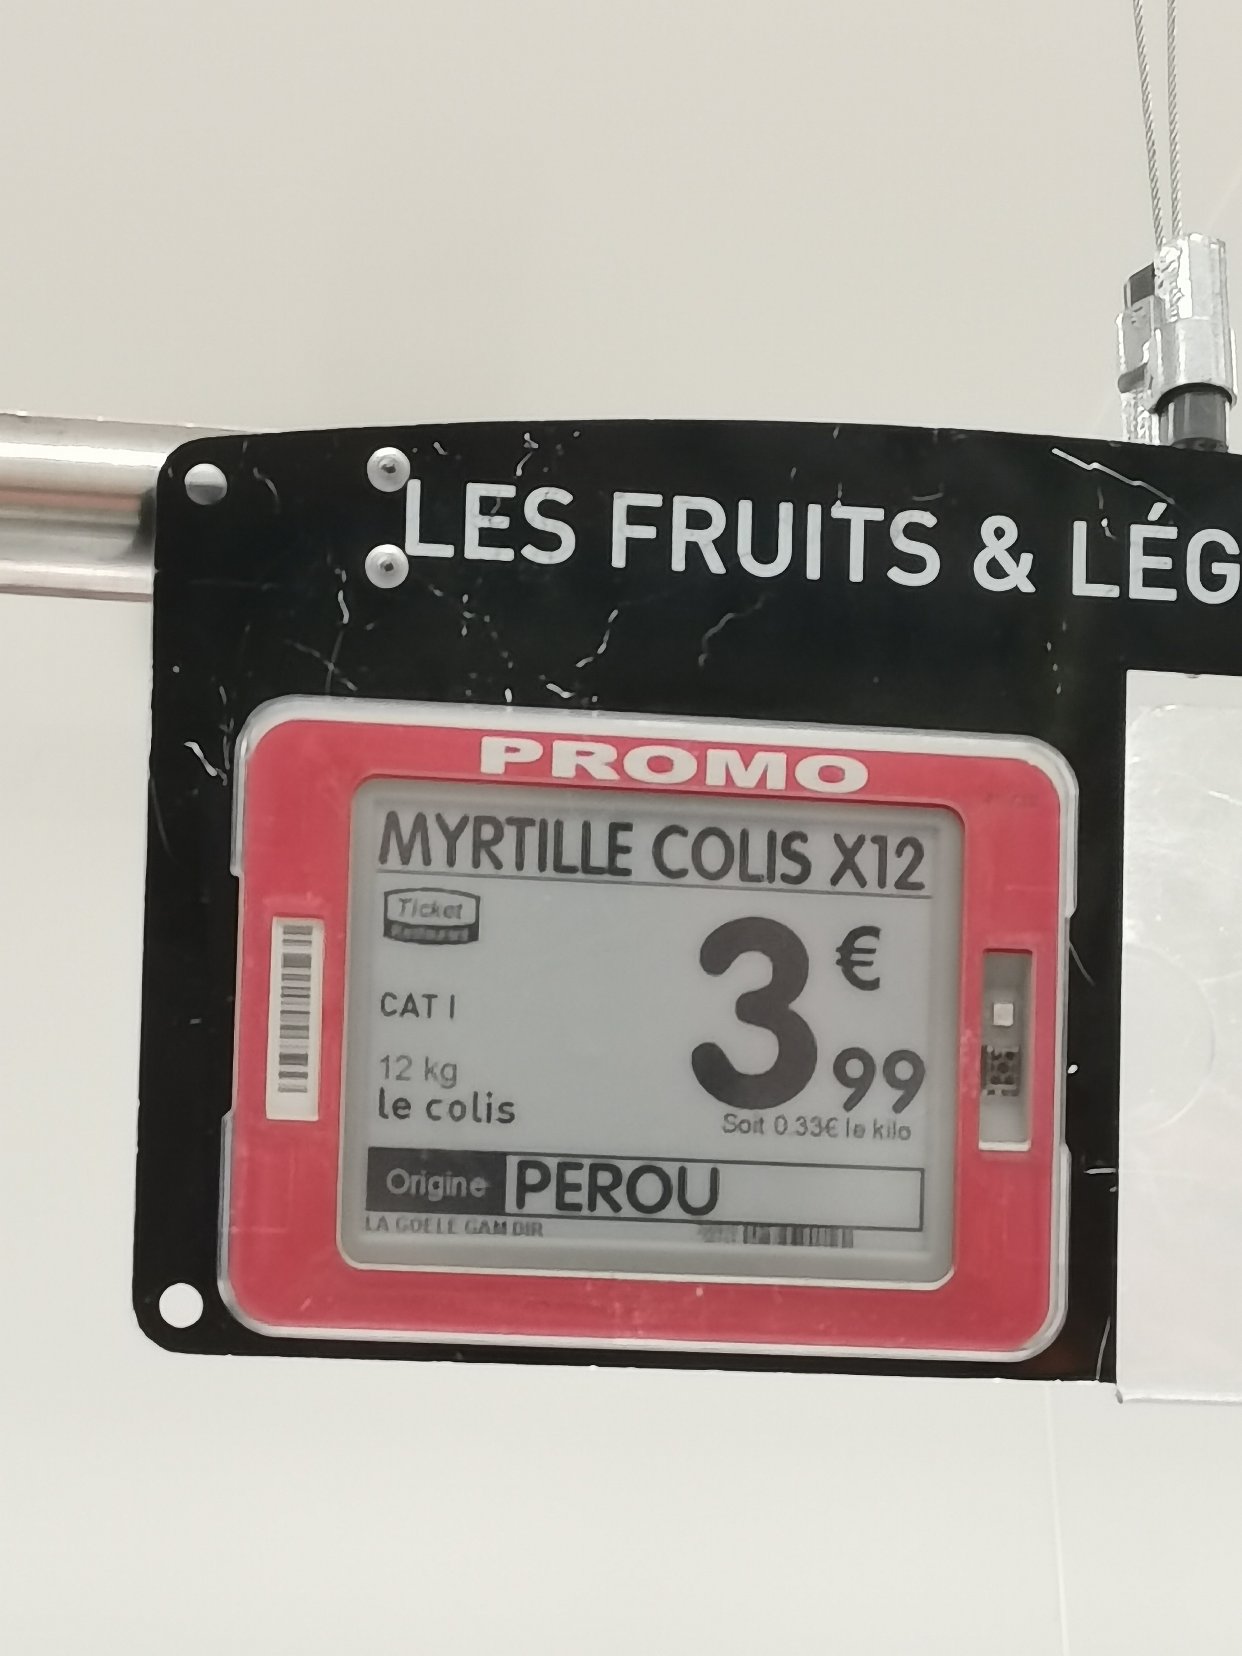 LES FRUITS & LÉG
PROMO
MYRTILLE COLIS X12
Ticket
CAT I
3 €
99
12 kg
le colis
Soit 0.33€ le kilo
Origine PEROU
LA GOELE GAM DIR